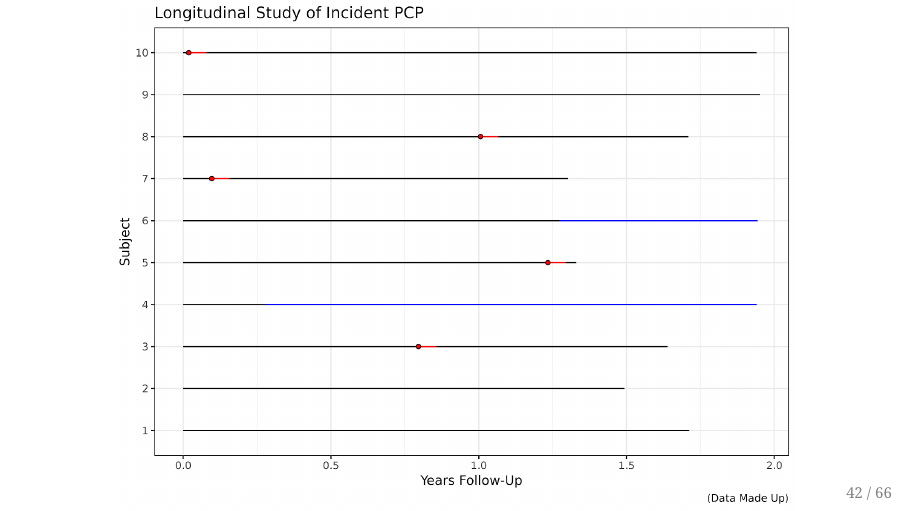 Longitudinal Study of Incident PCP
10
9
8
7
6
5
4
3
2
1
Subject
0.0 0.5 1.0 1.5 2.0
Years Follow-Up
(Data Made Up)
42 / 66